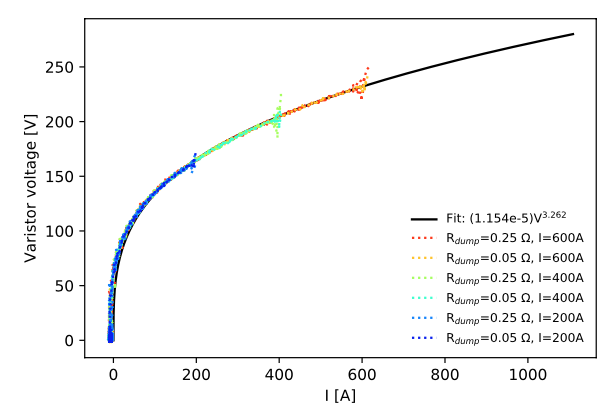 250
200
150
100
50
0
Varistor voltage [V]
Fit: (1.154e-5)V^3.262
R_dump=0.25 Ω, I=600A
R_dump=0.05 Ω, I=600A
R_dump=0.25 Ω, I=400A
R_dump=0.05 Ω, I=400A
R_dump=0.25 Ω, I=200A
R_dump=0.05 Ω, I=200A
0 200 400 600 800 1000
I [A]